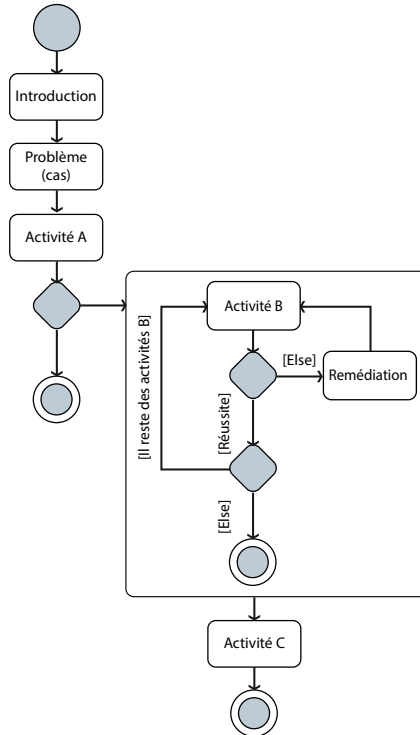 Introduction
Problème
(cas)
Activité A
Activité B
[Il reste des activités B]
[Else]
Remédiation
[Réussite]
[Else]
Activité C